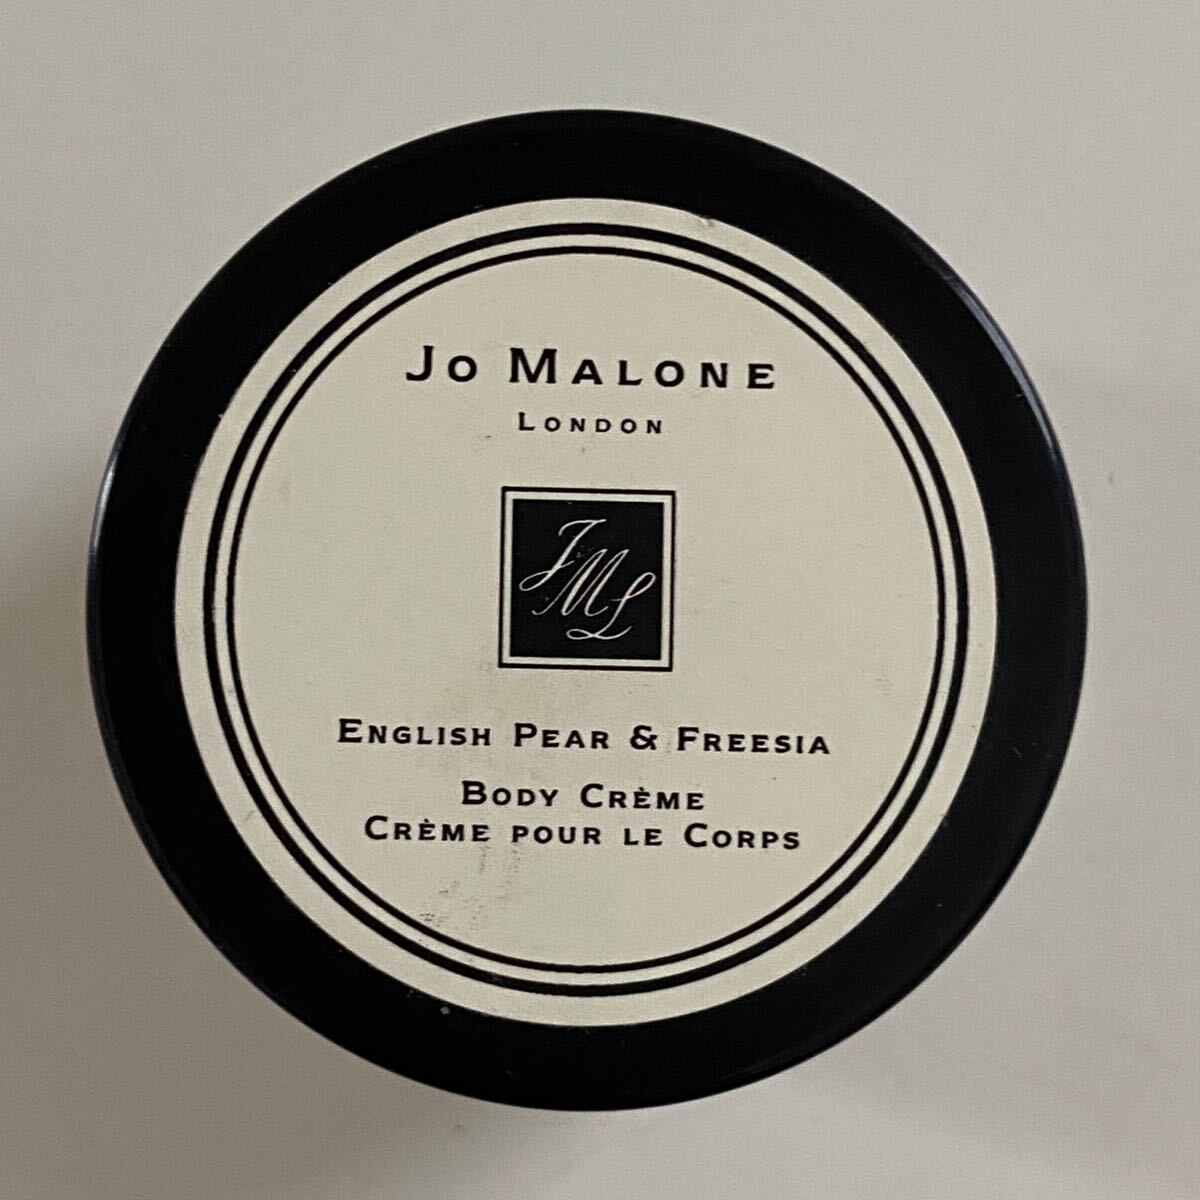 JO MALONE
LONDON
JML
ENGLISH PEAR & FREESIA
BODY CRÈME
CRÈME POUR LE CORPS